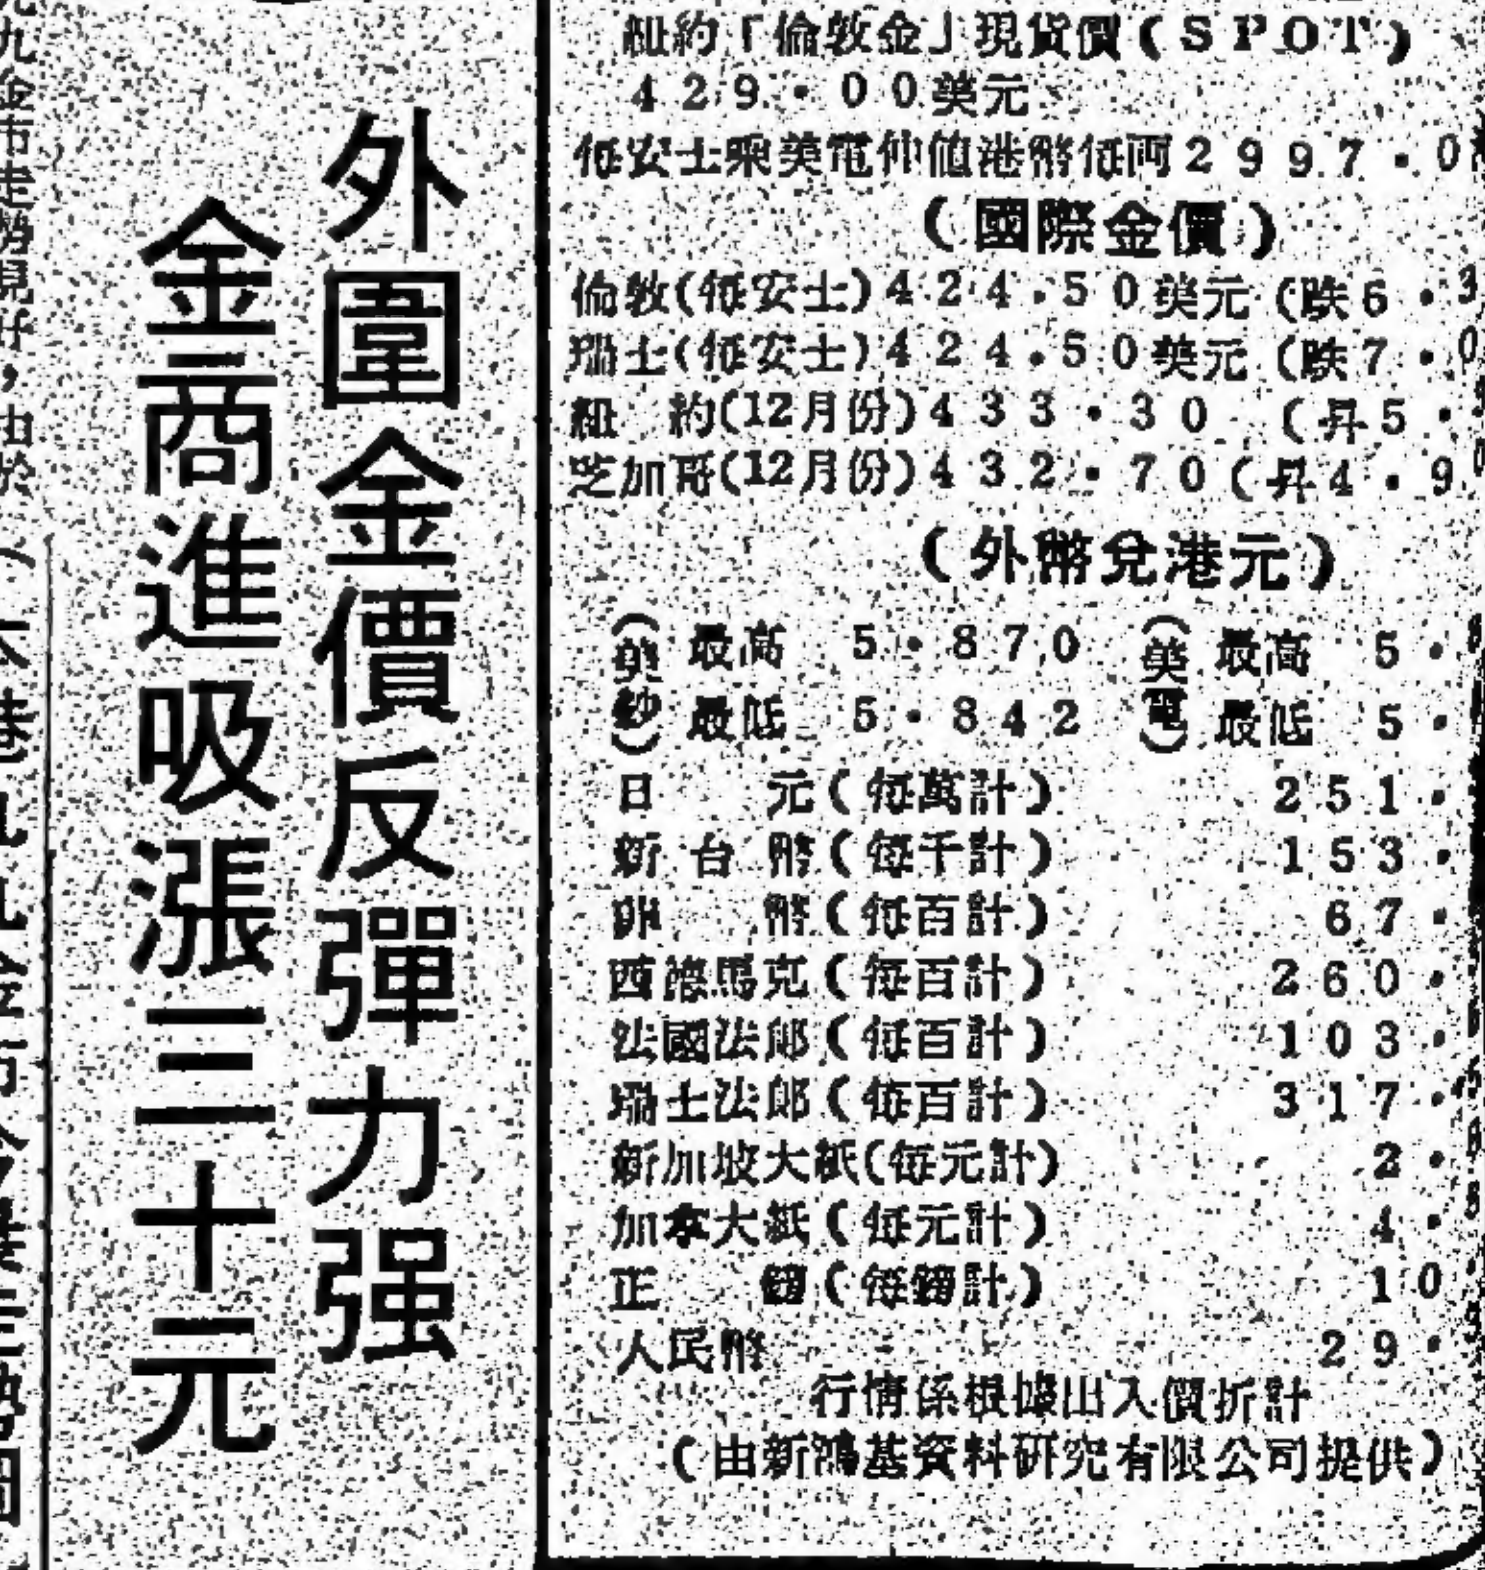 外圍金價反彈力强
金商進吸漲三十元
紐約「倫敦金」現貨價(SPOT)
429·00美元
每安士乘美電仲值港幣每両2997·0
(國際金價)
倫敦(每安士)424·50美元(跌6·3
瑞士(每安士)424·50美元(跌7·0
紐 約(12月份)433·30 (昇5·
芝加哥(12月份)432·70(昇4·9
(外幣兌港元)
(美鈔) 最高 5·870 (美電) 最高 5·
最低 5·842 最低 5·
日 元(每萬計) 251·
新台幣(每千計) 153·
幣(每百計) 67·
西德馬克(每百計) 260·
法國法郎(每百計) 103·
瑞士法郎(每百計) 317·
新加坡大紙(每元計) 2·
加拿大紙(每元計) 4·
正 鎊(每鎊計) 10
人民幣 29·
行情係根據出入價折計
(由新鴻基資料研究有限公司提供)